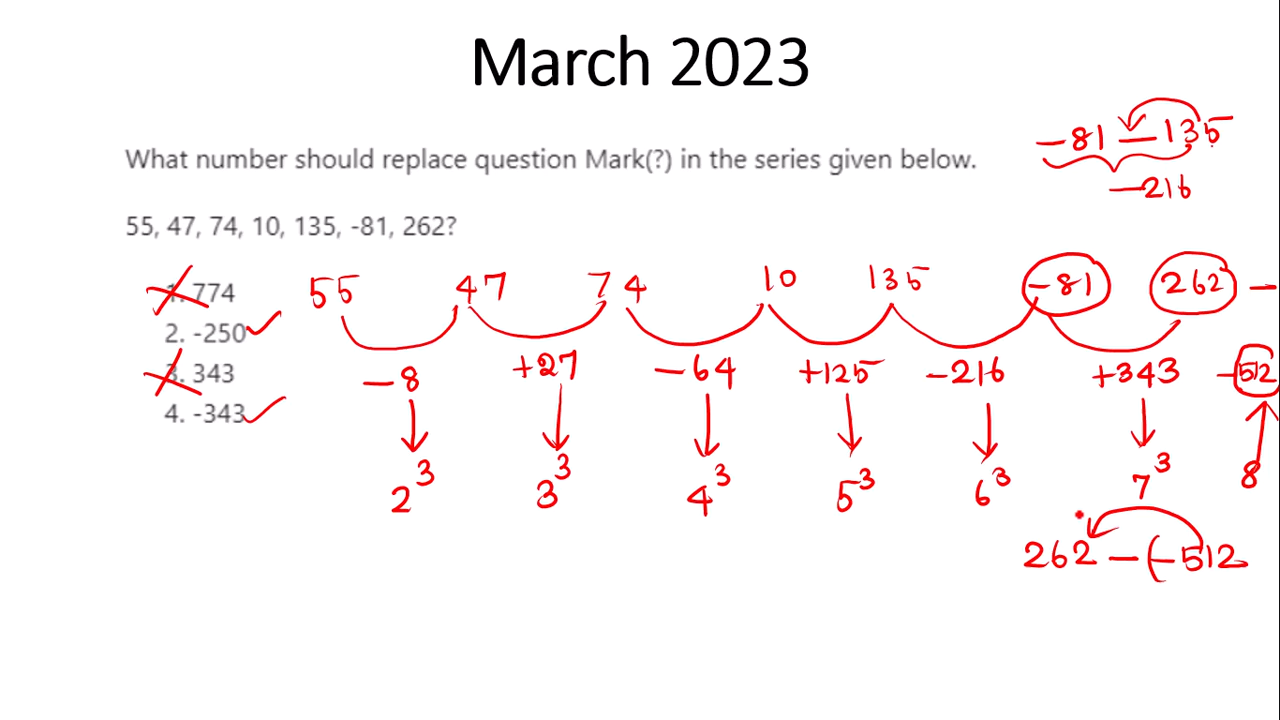 March 2023
What number should replace question Mark(?) in the series given below.
55, 47, 74, 10, 135, -81, 262?
1. 774
2. -250
3. 343
4. -343
-81 - 135
-216
55 47 74 10 135 -81 262 -
-8 +27 -64 +125 -216 +343 -512
2³ 3³ 4³ 5³ 6³ 7³ 8
262 - (-512